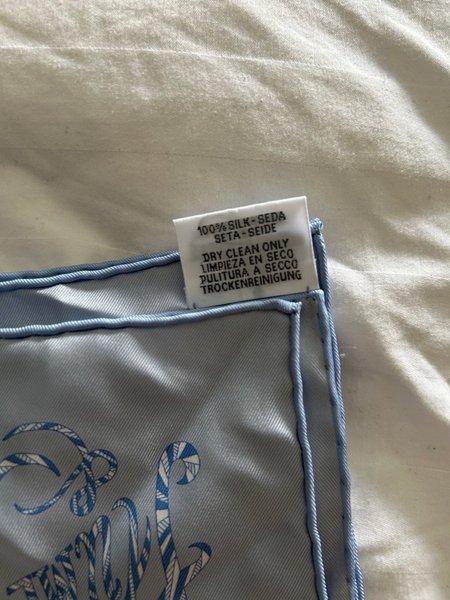 100% SILK - SEDA
SETA - SEIDE
DRY CLEAN ONLY
LIMPIEZA EN SECO
PULITURA A SECCO
TROCKENREINIGUNG